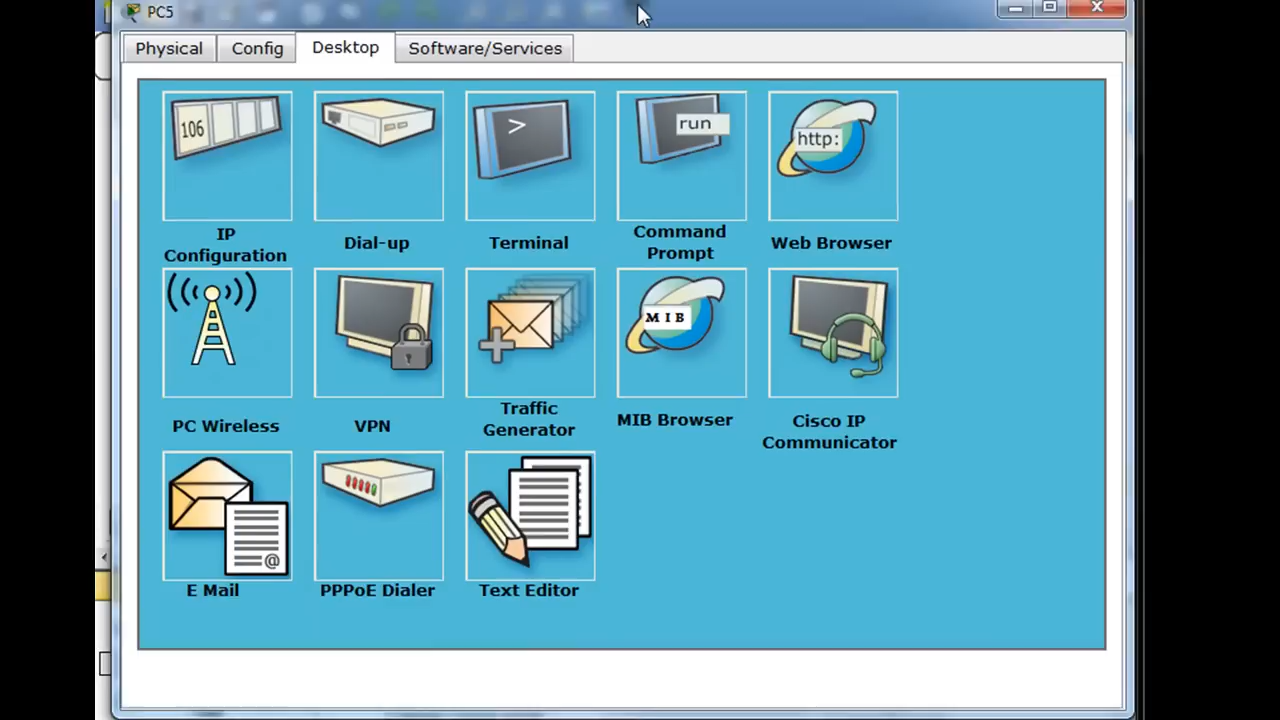 PC5
Physical Config Desktop Software/Services
106 > run http:
IP
Configuration
Dial-up
Terminal
Command
Prompt
Web Browser
MIB
PC Wireless
VPN
Traffic
Generator
MIB Browser
Cisco IP
Communicator
@
E Mail
PPPoE Dialer
Text Editor